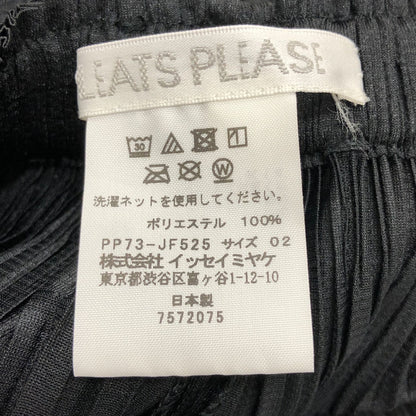 LEATS PLEASE
30
W
洗濯ネットを使用してください。
ポリエステル 100%
PP73-JF525 サイズ 02
株式会社 イッセイミヤケ
東京都渋谷区富ヶ谷1-12-10
日本製
7572075